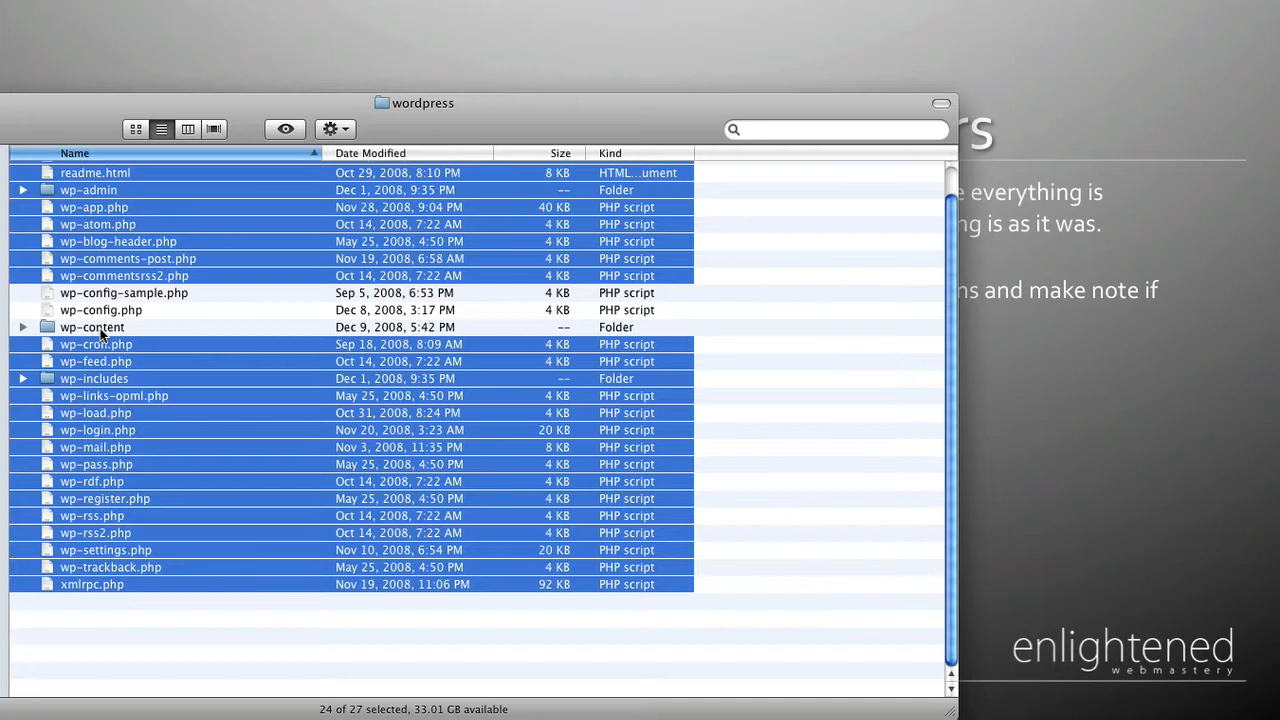 wordpress
rs
Name Date Modified Size Kind
readme.html Oct 29, 2008, 8:10 PM 8 KB HTML...ument
wp-admin Dec 1, 2008, 9:35 PM -- Folder
e everything is
wp-app.php Nov 28, 2008, 9:04 PM 40 KB PHP script
wp-atom.php Oct 14, 2008, 7:22 AM 4 KB PHP script
ng is as it was.
wp-blog-header.php May 25, 2008, 4:50 PM 4 KB PHP script
wp-comments-post.php Nov 19, 2008, 6:58 AM 4 KB PHP script
wp-commentsrss2.php Oct 14, 2008, 7:22 AM 4 KB PHP script
ns and make note if
wp-config-sample.php Sep 5, 2008, 6:53 PM 4 KB PHP script
wp-config.php Dec 8, 2008, 3:17 PM 4 KB PHP script
wp-content Dec 9, 2008, 5:42 PM -- Folder
wp-cron.php Sep 18, 2008, 8:09 AM 4 KB PHP script
wp-feed.php Oct 14, 2008, 7:22 AM 4 KB PHP script
wp-includes Dec 1, 2008, 9:35 PM -- Folder
wp-links-opml.php May 25, 2008, 4:50 PM 4 KB PHP script
wp-load.php Oct 31, 2008, 8:24 PM 4 KB PHP script
wp-login.php Nov 20, 2008, 3:23 AM 20 KB PHP script
wp-mail.php Nov 3, 2008, 11:35 PM 8 KB PHP script
wp-pass.php May 25, 2008, 4:50 PM 4 KB PHP script
wp-rdf.php Oct 14, 2008, 7:22 AM 4 KB PHP script
wp-register.php May 25, 2008, 4:50 PM 4 KB PHP script
wp-rss.php Oct 14, 2008, 7:22 AM 4 KB PHP script
wp-rss2.php Oct 14, 2008, 7:22 AM 4 KB PHP script
wp-settings.php Nov 10, 2008, 6:54 PM 20 KB PHP script
wp-trackback.php May 25, 2008, 4:50 PM 4 KB PHP script
xmlrpc.php Nov 19, 2008, 11:06 PM 92 KB PHP script
enlightened
webmastery
24 of 27 selected, 33.01 GB available